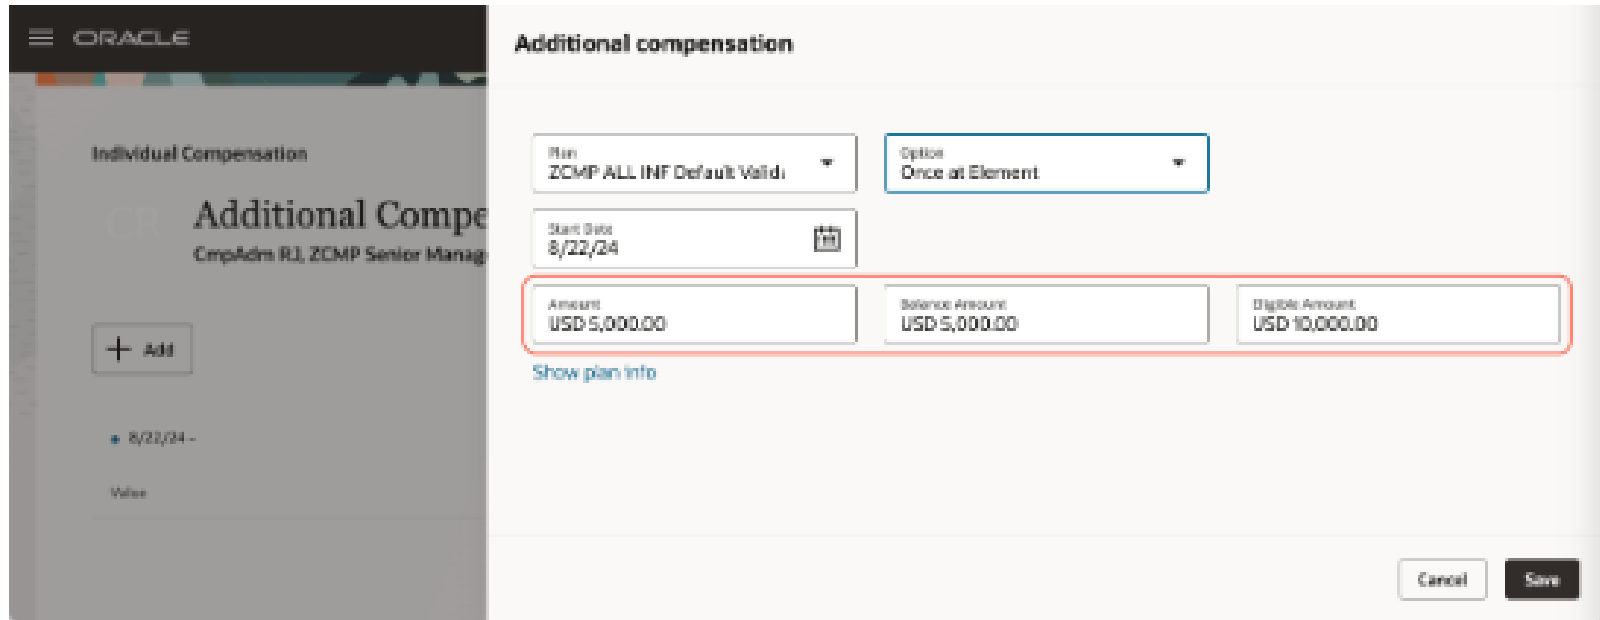 ORACLE
Additional compensation
Individual Compensation
CR
Additional Compe
CmpAdm RJ, ZCMP Senior Manag
Add
8/22/24 -
Value
Plan
ZCMP ALL INF Default Valida
Option
Once at Element
Start Date
8/22/24
Amount
USD 5,000.00
Balance Amount
USD 5,000.00
Eligible Amount
USD 10,000.00
Show plan info
Cancel
Save